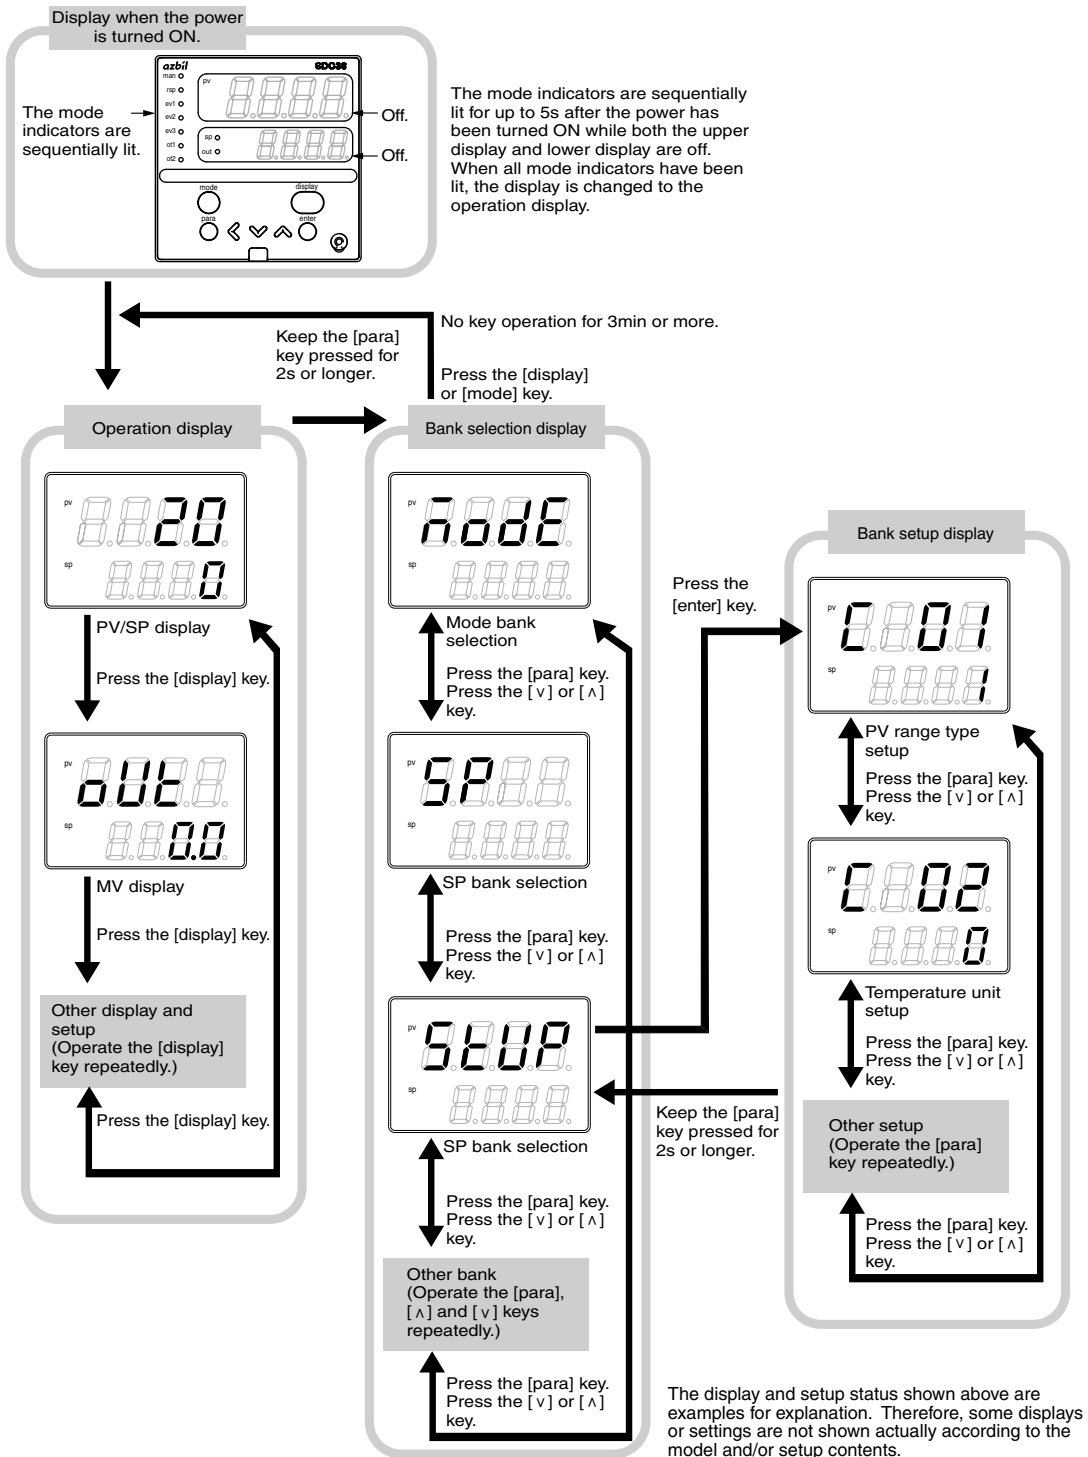 Display when the power
is turned ON.
azbil
SDC36
man
rsp
ev1
ev2
ev3
ot1
ot2
pv
sp
out
mode
display
para
enter
The mode
indicators are
sequentially lit.
Off.
Off.
The mode indicators are sequentially
lit for up to 5s after the power has
been turned ON while both the upper
display and lower display are off.
When all mode indicators have been
lit, the display is changed to the
operation display.
No key operation for 3min or more.
Keep the [para]
key pressed for
2s or longer.
Press the [display]
or [mode] key.
Operation display
pv
20
sp
0
PV/SP display
Press the [display] key.
pv
oUt
sp
0.0
MV display
Press the [display] key.
Other display and
setup
(Operate the [display]
key repeatedly.)
Press the [display] key.
Bank selection display
pv
nodE
sp
Mode bank
selection
Press the [para] key.
Press the [∨] or [∧]
key.
pv
SP
sp
SP bank selection
Press the [para] key.
Press the [∨] or [∧]
key.
pv
StUP
sp
SP bank selection
Press the [para] key.
Press the [∨] or [∧]
key.
Other bank
(Operate the [para],
[∧] and [∨] keys
repeatedly.)
Press the [para] key.
Press the [∨] or [∧]
key.
Press the
[enter] key.
Keep the [para]
key pressed for
2s or longer.
Bank setup display
pv
C 01
sp
1
PV range type
setup
Press the [para] key.
Press the [∨] or [∧]
key.
pv
C 02
sp
0
Temperature unit
setup
Press the [para] key.
Press the [∨] or [∧]
key.
Other setup
(Operate the [para]
key repeatedly.)
Press the [para] key.
Press the [∨] or [∧]
key.
The display and setup status shown above are
examples for explanation. Therefore, some displays
or settings are not shown actually according to the
model and/or setup contents.